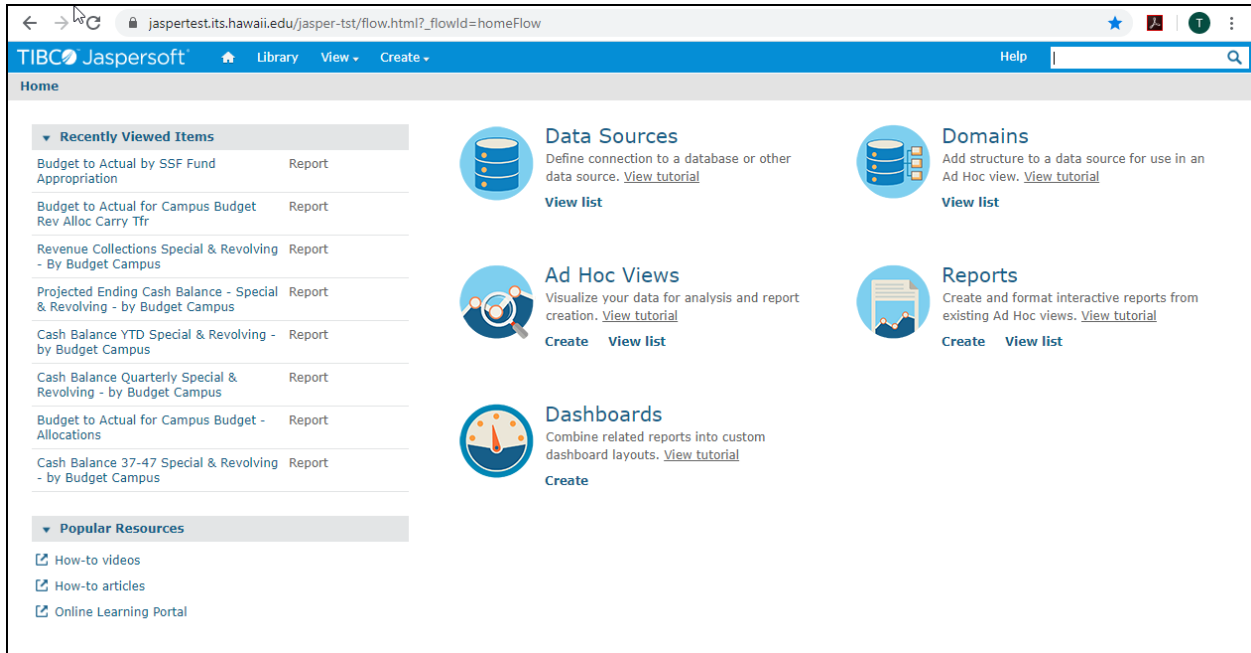 jaspertest.its.hawaii.edu/jasper-tst/flow.html?_flowId=homeFlow
T
TIBCO Jaspersoft
Library
View
Create
Help
Home
Recently Viewed Items
Budget to Actual by SSF Fund
Appropriation
Report
Budget to Actual for Campus Budget
Rev Alloc Carry Tfr
Report
Revenue Collections Special & Revolving
- By Budget Campus
Report
Projected Ending Cash Balance - Special
& Revolving - by Budget Campus
Report
Cash Balance YTD Special & Revolving -
by Budget Campus
Report
Cash Balance Quarterly Special &
Revolving - by Budget Campus
Report
Budget to Actual for Campus Budget -
Allocations
Report
Cash Balance 37-47 Special & Revolving
- by Budget Campus
Report
Popular Resources
How-to videos
How-to articles
Online Learning Portal
Data Sources
Define connection to a database or other
data source. View tutorial
View list
Domains
Add structure to a data source for use in an
Ad Hoc view. View tutorial
View list
Ad Hoc Views
Visualize your data for analysis and report
creation. View tutorial
Create View list
Reports
Create and format interactive reports from
existing Ad Hoc views. View tutorial
Create View list
Dashboards
Combine related reports into custom
dashboard layouts. View tutorial
Create